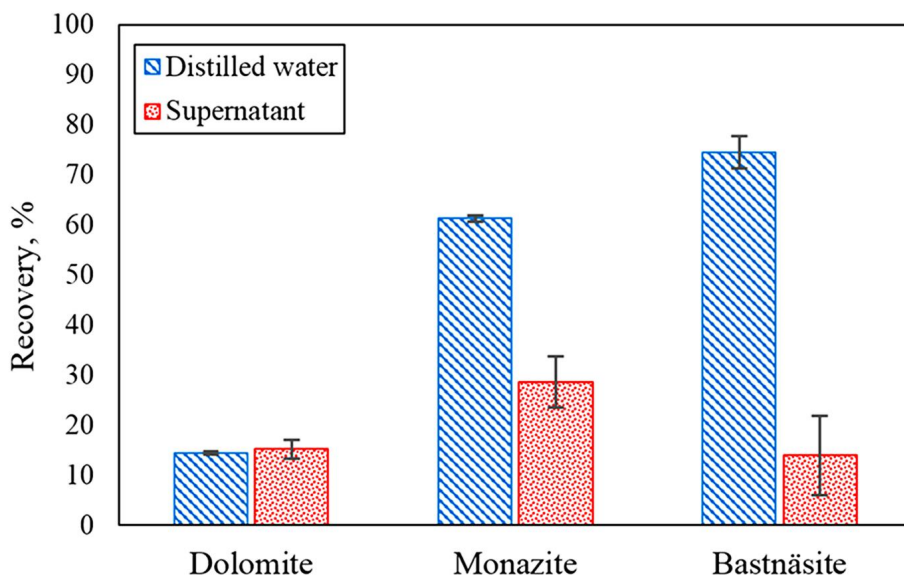 Recovery, %
100
90
80
70
60
50
40
30
20
10
0
Distilled water
Supernatant
Dolomite Monazite Bastnäsite